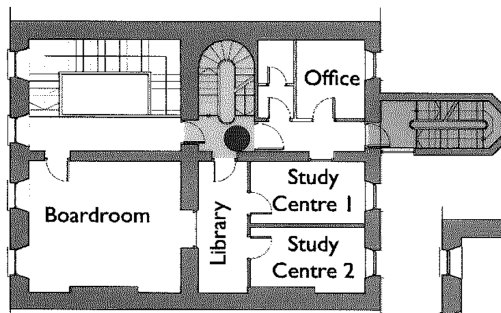 Office
Boardroom
Library
Study
Centre 1
Study
Centre 2